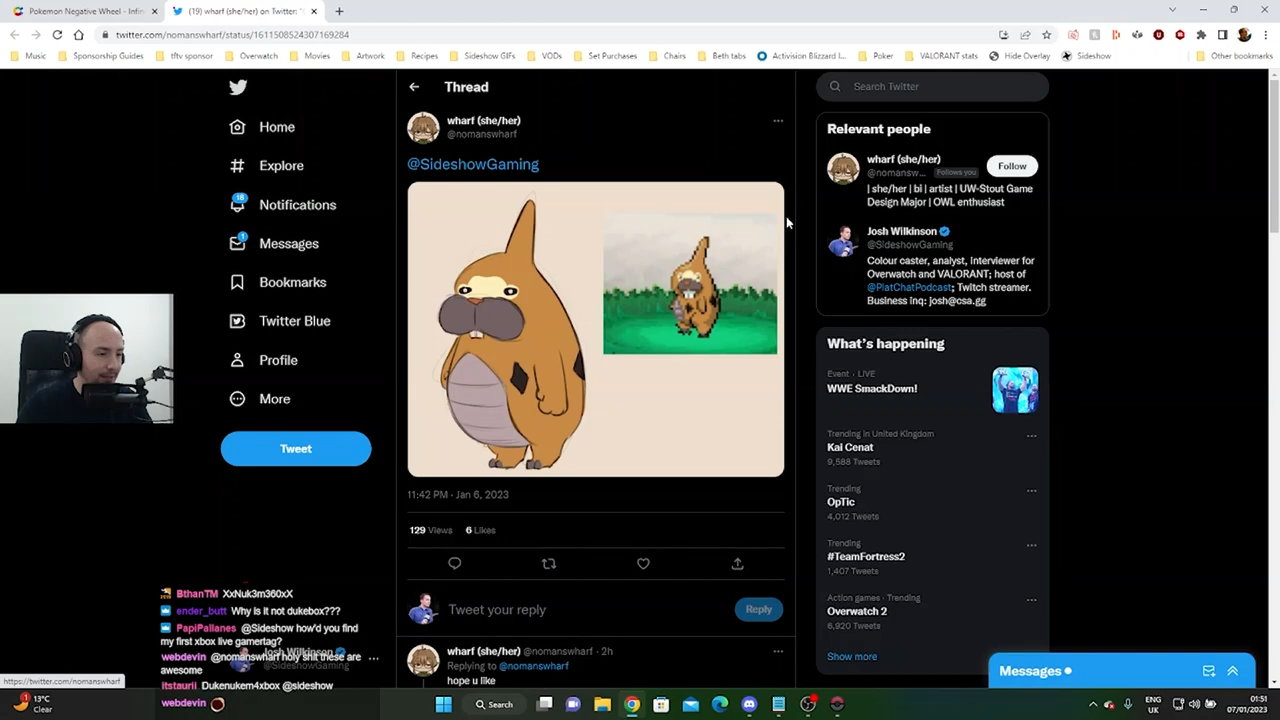 Pokemon Negative Wheel - Infin
(19) wharf (she/her) on Twitter: "
twitter.com/nomanswharf/status/1611508524307169284
Music
Sponsorship Guides
tftv sponsor
Overwatch
Movies
Artwork
Recipes
Sideshow GIFs
VODs
Set Purchases
Chairs
Beth tabs
Activision Blizzard I...
Poker
VALORANT stats
Hide Overlay
Sideshow
Other bookmarks
Home
Explore
18
Notifications
1
Messages
Bookmarks
Twitter Blue
Profile
More
Tweet
Thread
wharf (she/her)
@nomanswharf
@SideshowGaming
11:42 PM · Jan 6, 2023
129 Views 6 Likes
Tweet your reply
Reply
wharf (she/her) @nomanswharf · 2h
Replying to @nomanswharf
hope u like
Search Twitter
Relevant people
wharf (she/her)
@nomansw... Follows you
Follow
| she/her | bi | artist | UW-Stout Game
Design Major | OWL enthusiast
Josh Wilkinson
@SideshowGaming
Colour caster, analyst, Interviewer for
Overwatch and VALORANT; host of
@PlatChatPodcast; Twitch streamer.
Business inq: josh@csa.gg
What's happening
Event · LIVE
WWE SmackDown!
Trending in United Kingdom
Kai Cenat
9,588 Tweets
Trending
OpTic
4,012 Tweets
Trending
#TeamFortress2
1,407 Tweets
Action games · Trending
Overwatch 2
6,920 Tweets
Show more
Messages
BthanTM XxNuk3m360xX
ender_butt Why is it not dukebox???
PapiPallanes @Sideshow how'd you find
my first xbox live gamertag?
webdevin @nomanswharf holy shit these are
awesome
itstaurii Dukenukem4xbox @sideshow
webdevin
Josh Wilkinson
@SideshowGaming
https://twitter.com/nomanswharf
13°C
Clear
Search
ENG
UK
01:51
07/01/2023